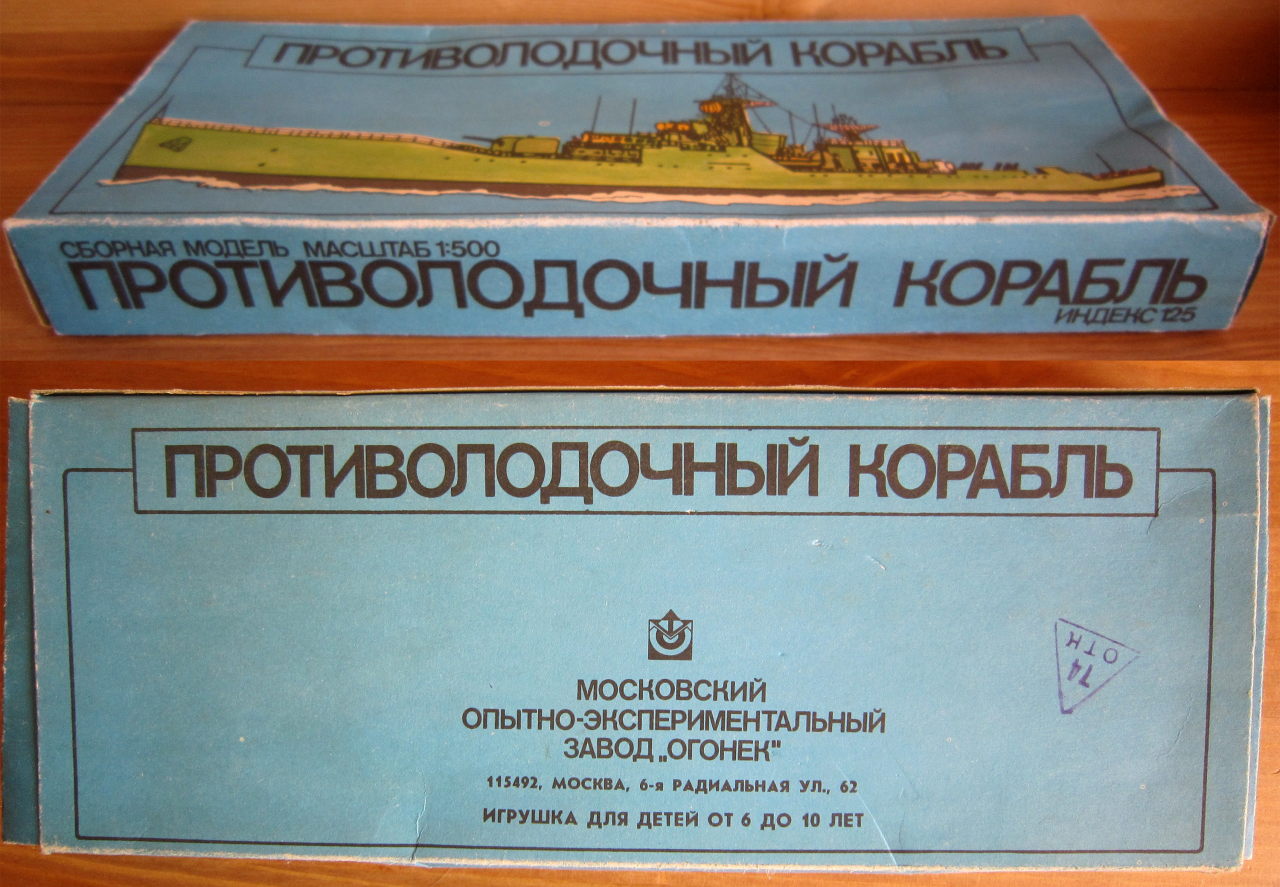 ПРОТИВОЛОДОЧНЫЙ КОРАБЛЬ
СБОРНАЯ МОДЕЛЬ МАСШТАБ 1:500
ПРОТИВОЛОДОЧНЫЙ КОРАБЛЬ
ИНДЕКС 125
ПРОТИВОЛОДОЧНЫЙ КОРАБЛЬ
МОСКОВСКИЙ
ОПЫТНО-ЭКСПЕРИМЕНТАЛЬНЫЙ
ЗАВОД „ОГОНЕК"
115492, МОСКВА, 6-я РАДИАЛЬНАЯ УЛ., 62
ИГРУШКА ДЛЯ ДЕТЕЙ ОТ 6 ДО 10 ЛЕТ
ОТК
74